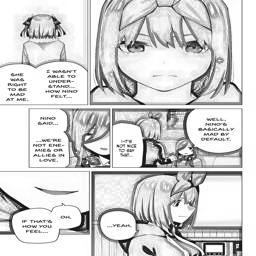 I WASN'T
ABLE TO
UNDER-
STAND...
HOW NINO
FELT...
SHE
WAS RIGHT
TO BE
MAD
AT ME.
WELL,
NINO'S
BASICALLY
MAD BY
DEFAULT.
IT'S
NOT NICE
TO SAY
THAT...
NINO
SAID...
...WE'RE
NOT ENE-
MIES OR
ALLIES IN
LOVE.
...YEAH.
OH,
IF THAT'S
HOW YOU
FEEL...